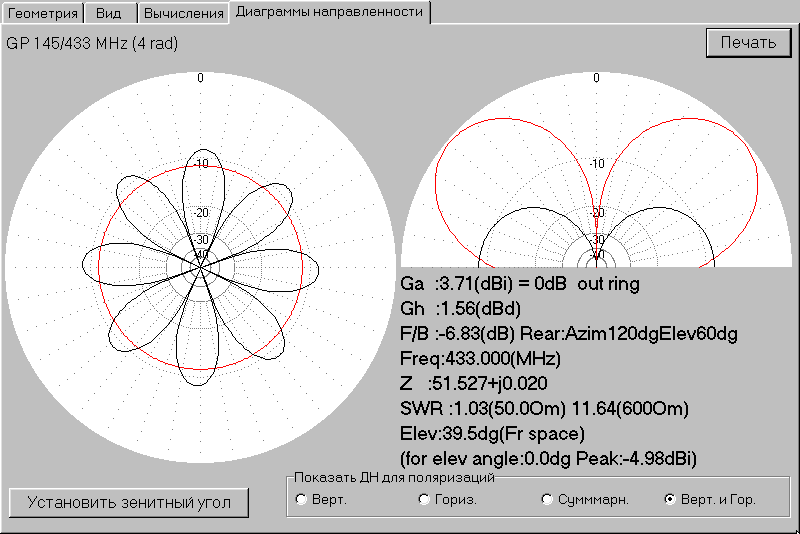 Геометрия Вид Вычисления Диаграммы направленности
GP 145/433 MHz (4 rad)
Печать
0
-10
-20
-30
0
-10
-20
-30
Ga :3.71(dBi) = 0dB out ring
Gh :1.56(dBd)
F/B :-6.83(dB) Rear:Azim120dgElev60dg
Freq:433.000(MHz)
Z :51.527+j0.020
SWR :1.03(50.0Om) 11.64(600Om)
Elev:39.5dg(Fr space)
(for elev angle:0.0dg Peak:-4.98dBi)
Показать ДН для поляризаций
Верт. Гориз. Сумммарн. Верт. и Гор.
Установить зенитный угол